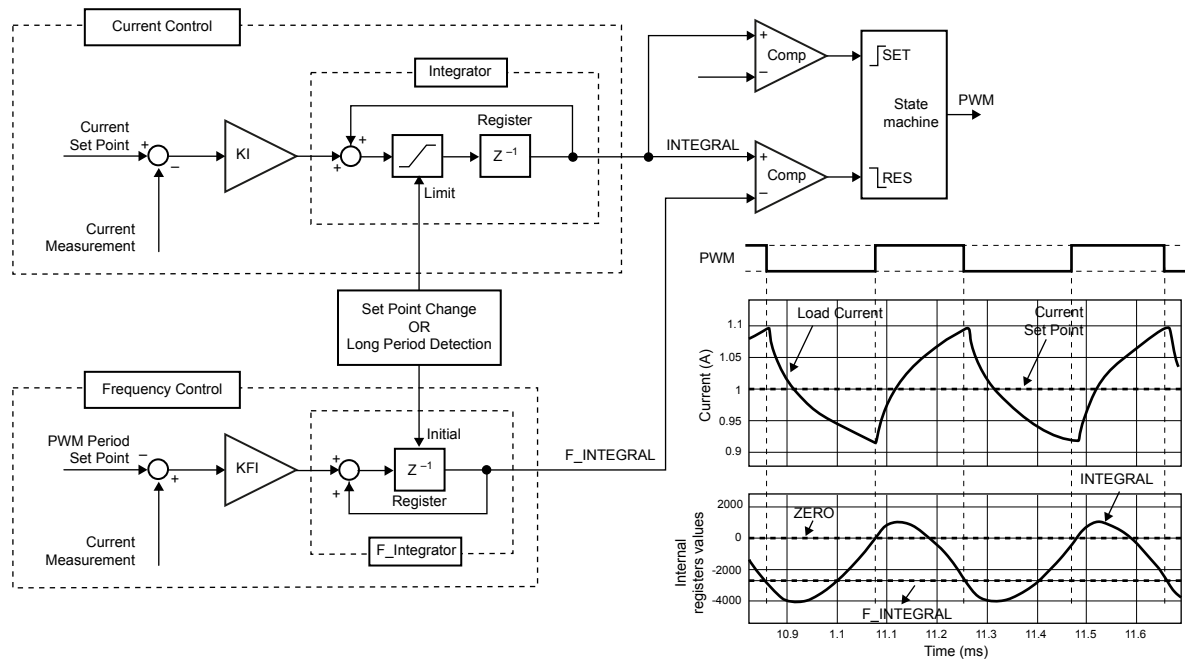 Current Control
Integrator
Current
Set Point
+
−
KI
+
+
Register
Z −1
Limit
Current
Measurement
INTEGRAL
+
−
Comp
+
−
Comp
SET
State
machine
RES
PWM
Set Point Change
OR
Long Period Detection
Frequency Control
PWM Period
Set Point
−
+
KFI
+
+
Initial
Z −1
Register
F_Integrator
Current
Measurement
F_INTEGRAL
PWM
Load Current
Current
Set Point
Current (A)
1.1
1.05
1
0.95
0.9
INTEGRAL
ZERO
F_INTEGRAL
Internal
registers values
2000
0
-2000
-4000
10.9 1.1 11.1 11.2 11.3 11.4 11.5 11.6
Time (ms)